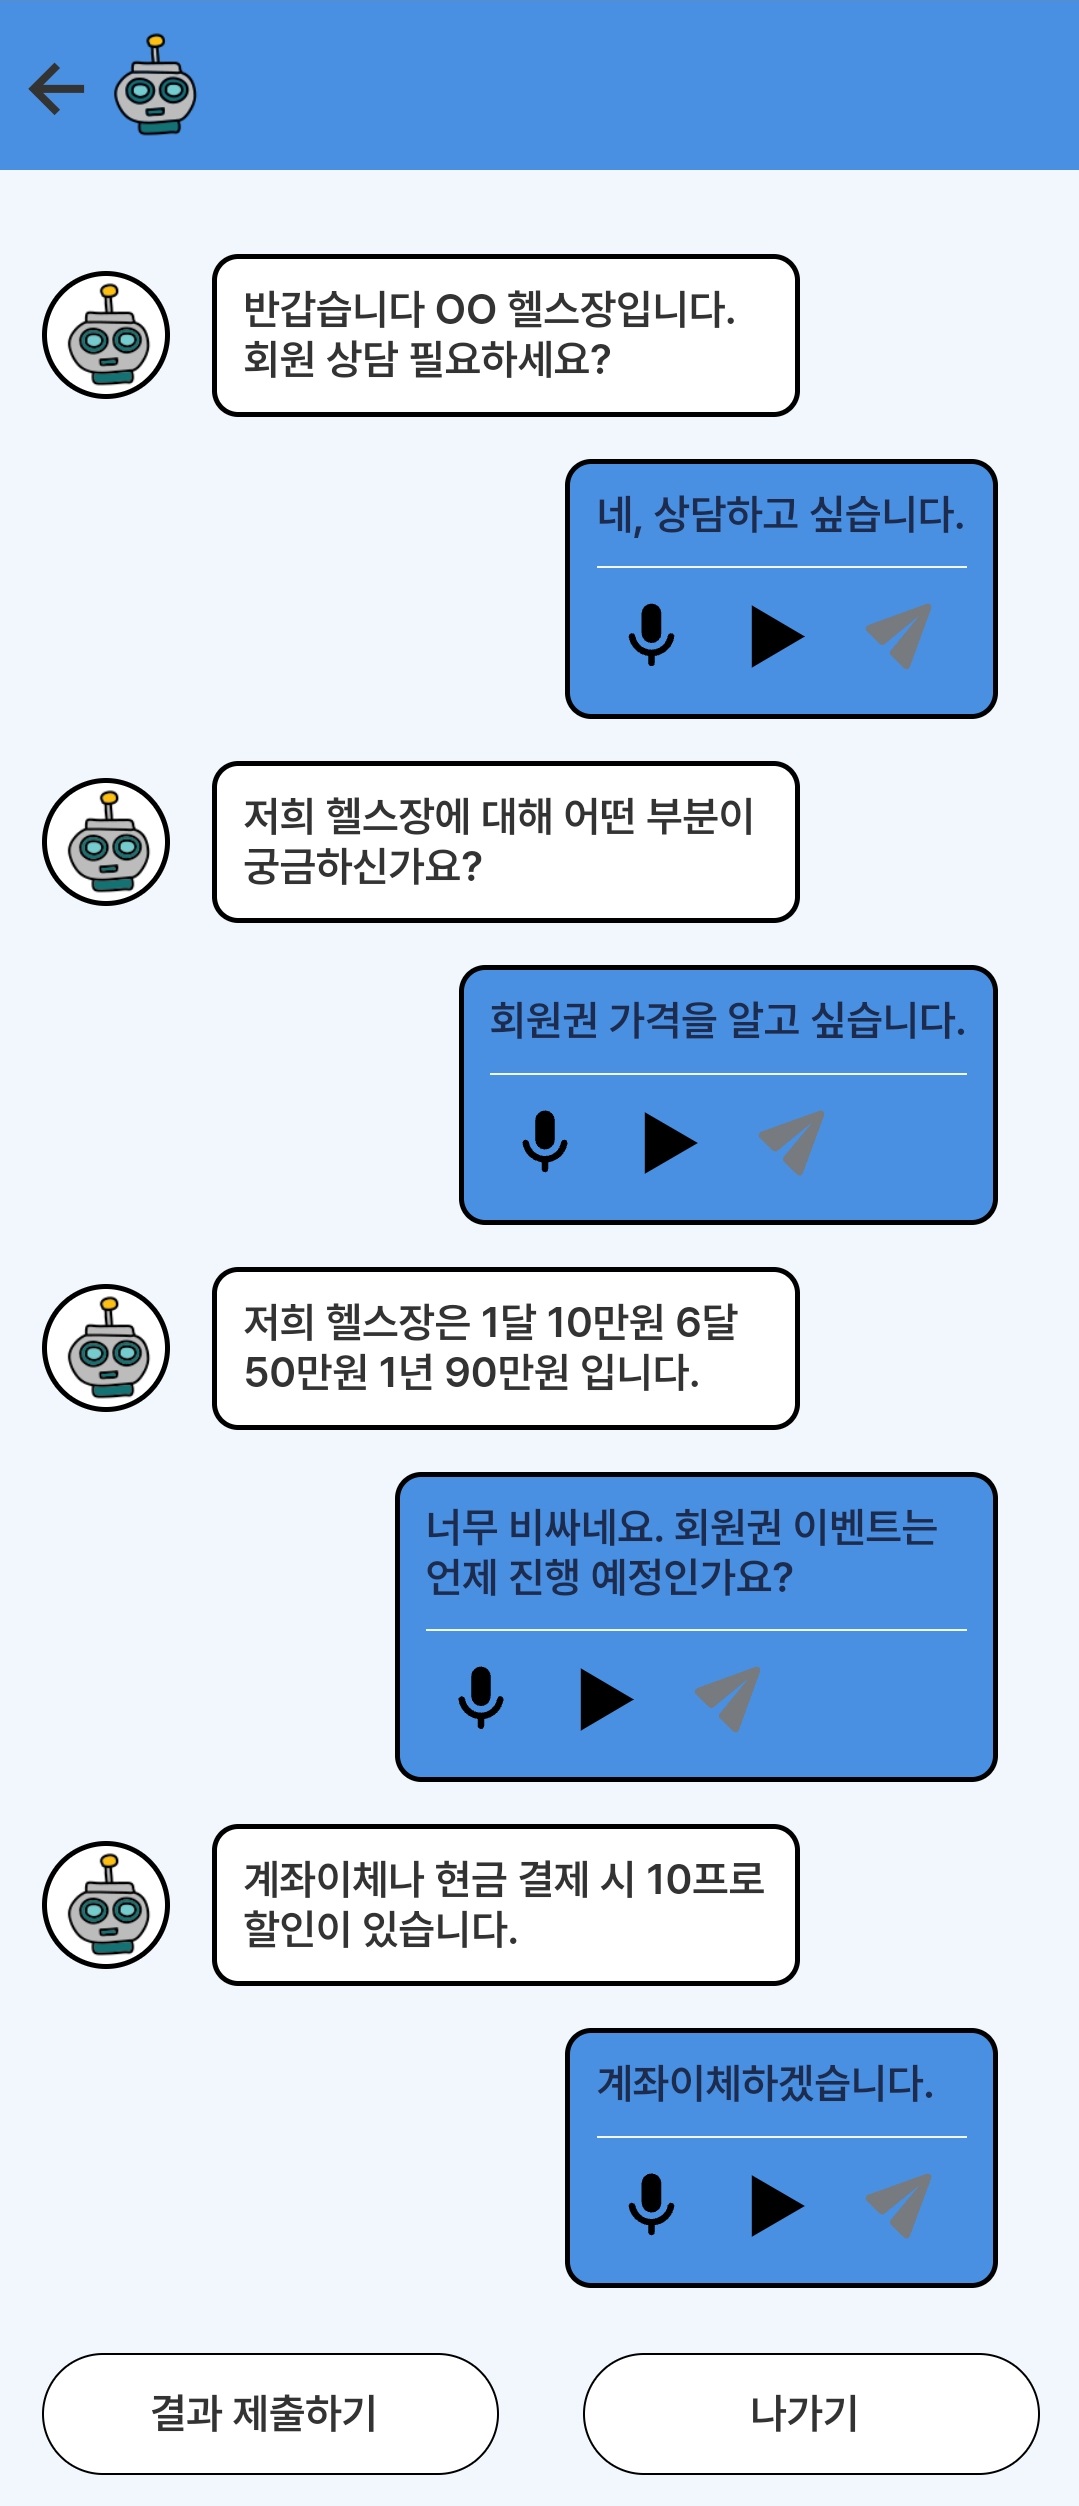 반갑습니다 OO 헬스장입니다.
회원 상담 필요하세요?
네, 상담하고 싶습니다.
저희 헬스장에 대해 어떤 부분이
궁금하신가요?
회원권 가격을 알고 싶습니다.
저희 헬스장은 1달 10만원 6달
50만원 1년 90만원 입니다.
너무 비싸네요. 회원권 이벤트는
언제 진행 예정인가요?
계좌이체나 현금 결제 시 10프로
할인이 있습니다.
계좌이체하겠습니다.
결과 제출하기
나가기